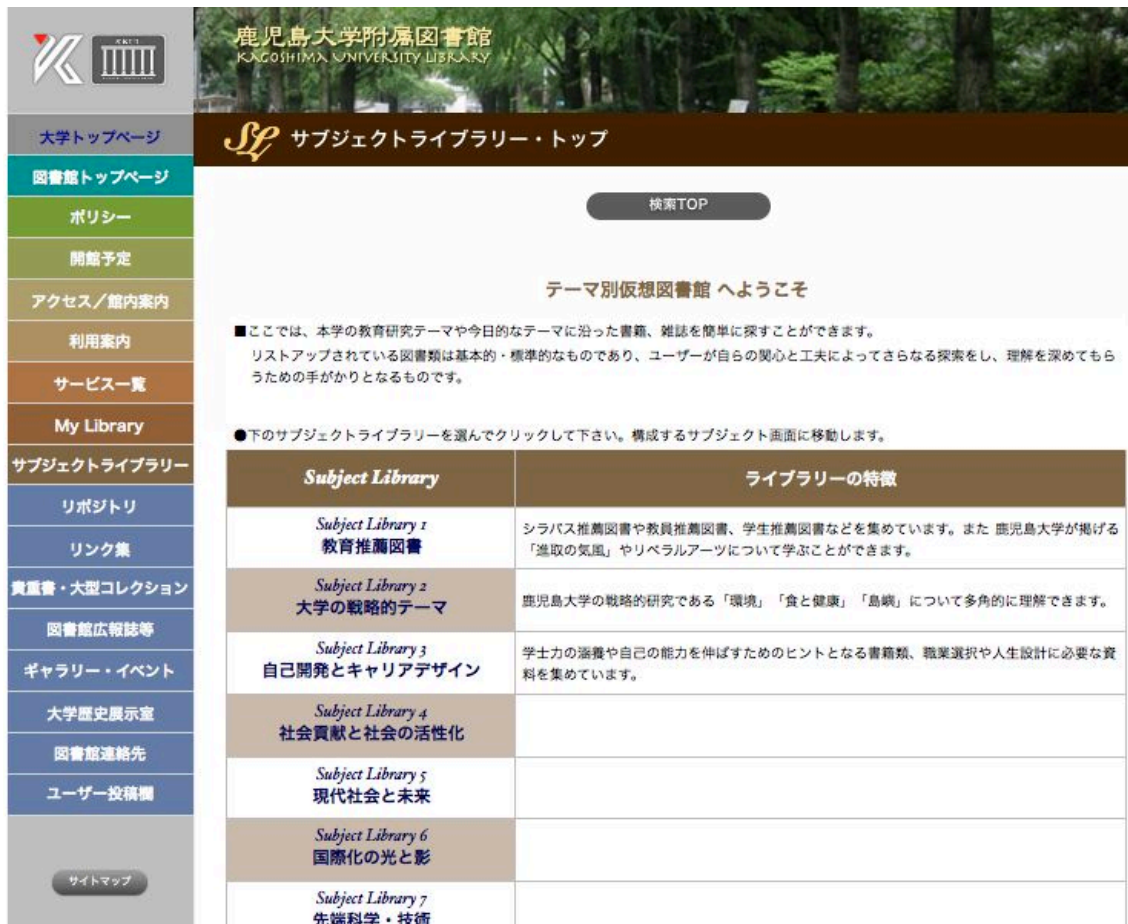 鹿児島大学附属図書館
KAGOSHIMA UNIVERSITY LIBRARY
大学トップページ
図書館トップページ
ポリシー
開館予定
アクセス／館内案内
利用案内
サービス一覧
My Library
サブジェクトライブラリー
リポジトリ
リンク集
貴重書・大型コレクション
図書館広報誌等
ギャラリー・イベント
大学歴史展示室
図書館連絡先
ユーザー投稿欄
サイトマップ
SL サブジェクトライブラリー・トップ
検索TOP
テーマ別仮想図書館 へようこそ
■ここでは、本学の教育研究テーマや今日的なテーマに沿った書籍、雑誌を簡単に探すことができます。
リストアップされている図書類は基本的・標準的なものであり、ユーザーが自らの関心と工夫によってさらなる探索をし、理解を深めてもら
うための手がかりとなるものです。
●下のサブジェクトライブラリーを選んでクリックして下さい。構成するサブジェクト画面に移動します。
Subject Library
ライブラリーの特徴
Subject Library 1
教育推薦図書
シラバス推薦図書や教員推薦図書、学生推薦図書などを集めています。また 鹿児島大学が掲げる
「進取の気風」やリベラルアーツについて学ぶことができます。
Subject Library 2
大学の戦略的テーマ
鹿児島大学の戦略的研究である「環境」「食と健康」「島嶼」について多角的に理解できます。
Subject Library 3
自己開発とキャリアデザイン
学士力の涵養や自己の能力を伸ばすためのヒントとなる書籍類、職業選択や人生設計に必要な資
料を集めています。
Subject Library 4
社会貢献と社会の活性化
Subject Library 5
現代社会と未来
Subject Library 6
国際化の光と影
Subject Library 7
先端科学・技術